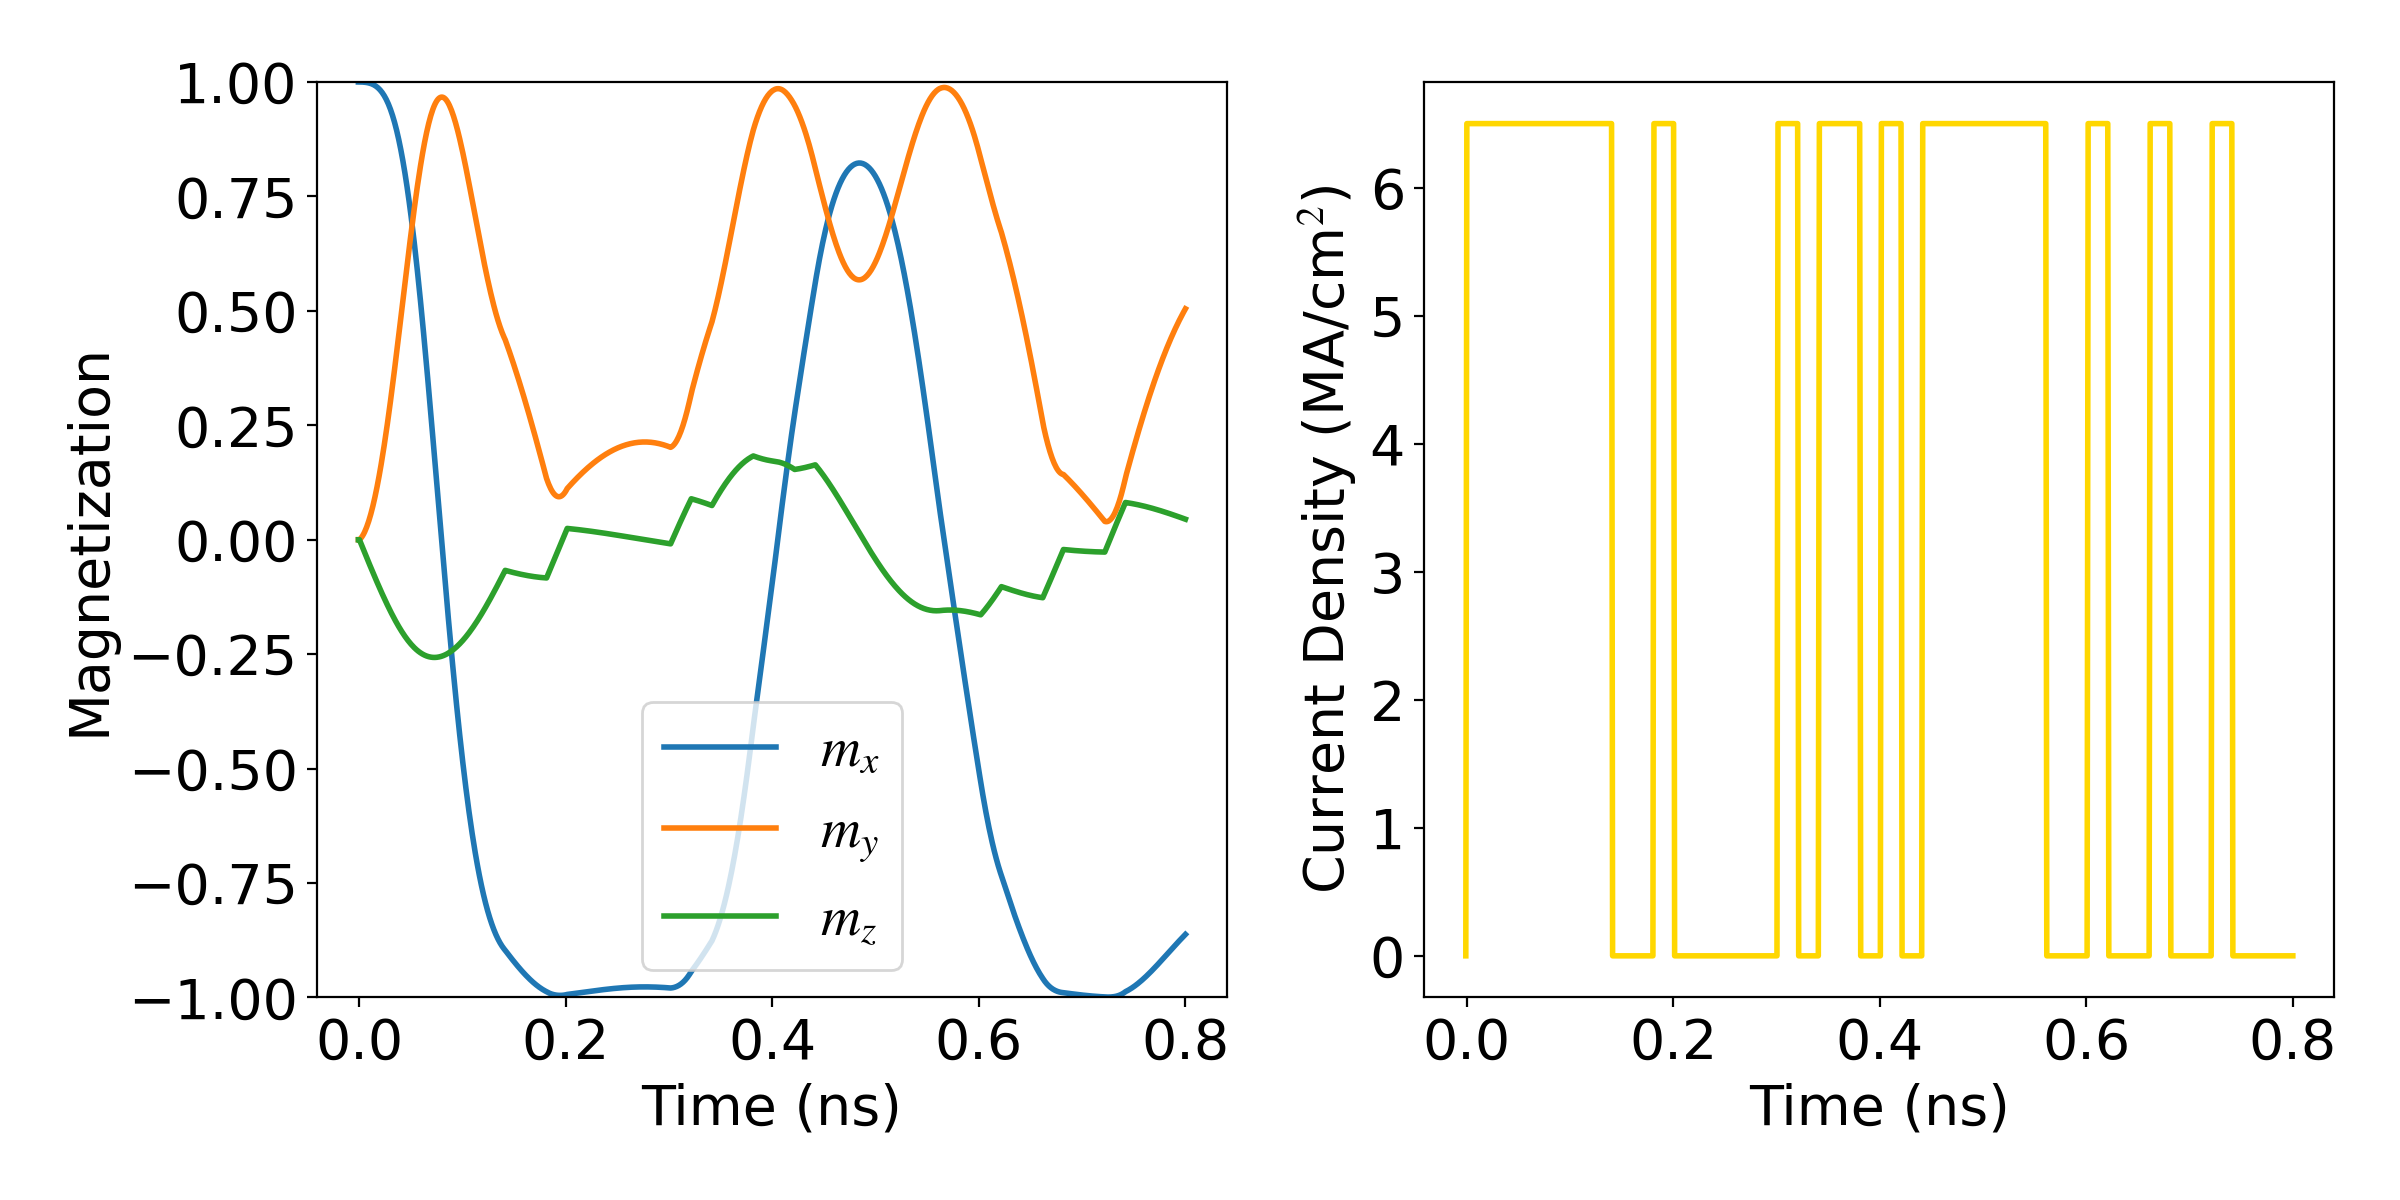 Magnetization
1.00
0.75
0.50
0.25
0.00
−0.25
−0.50
−0.75
−1.00
0.0 0.2 0.4 0.6 0.8
Time (ns)
mₓ
m_y
m_z
Current Density (MA/cm²)
6
5
4
3
2
1
0
0.0 0.2 0.4 0.6 0.8
Time (ns)